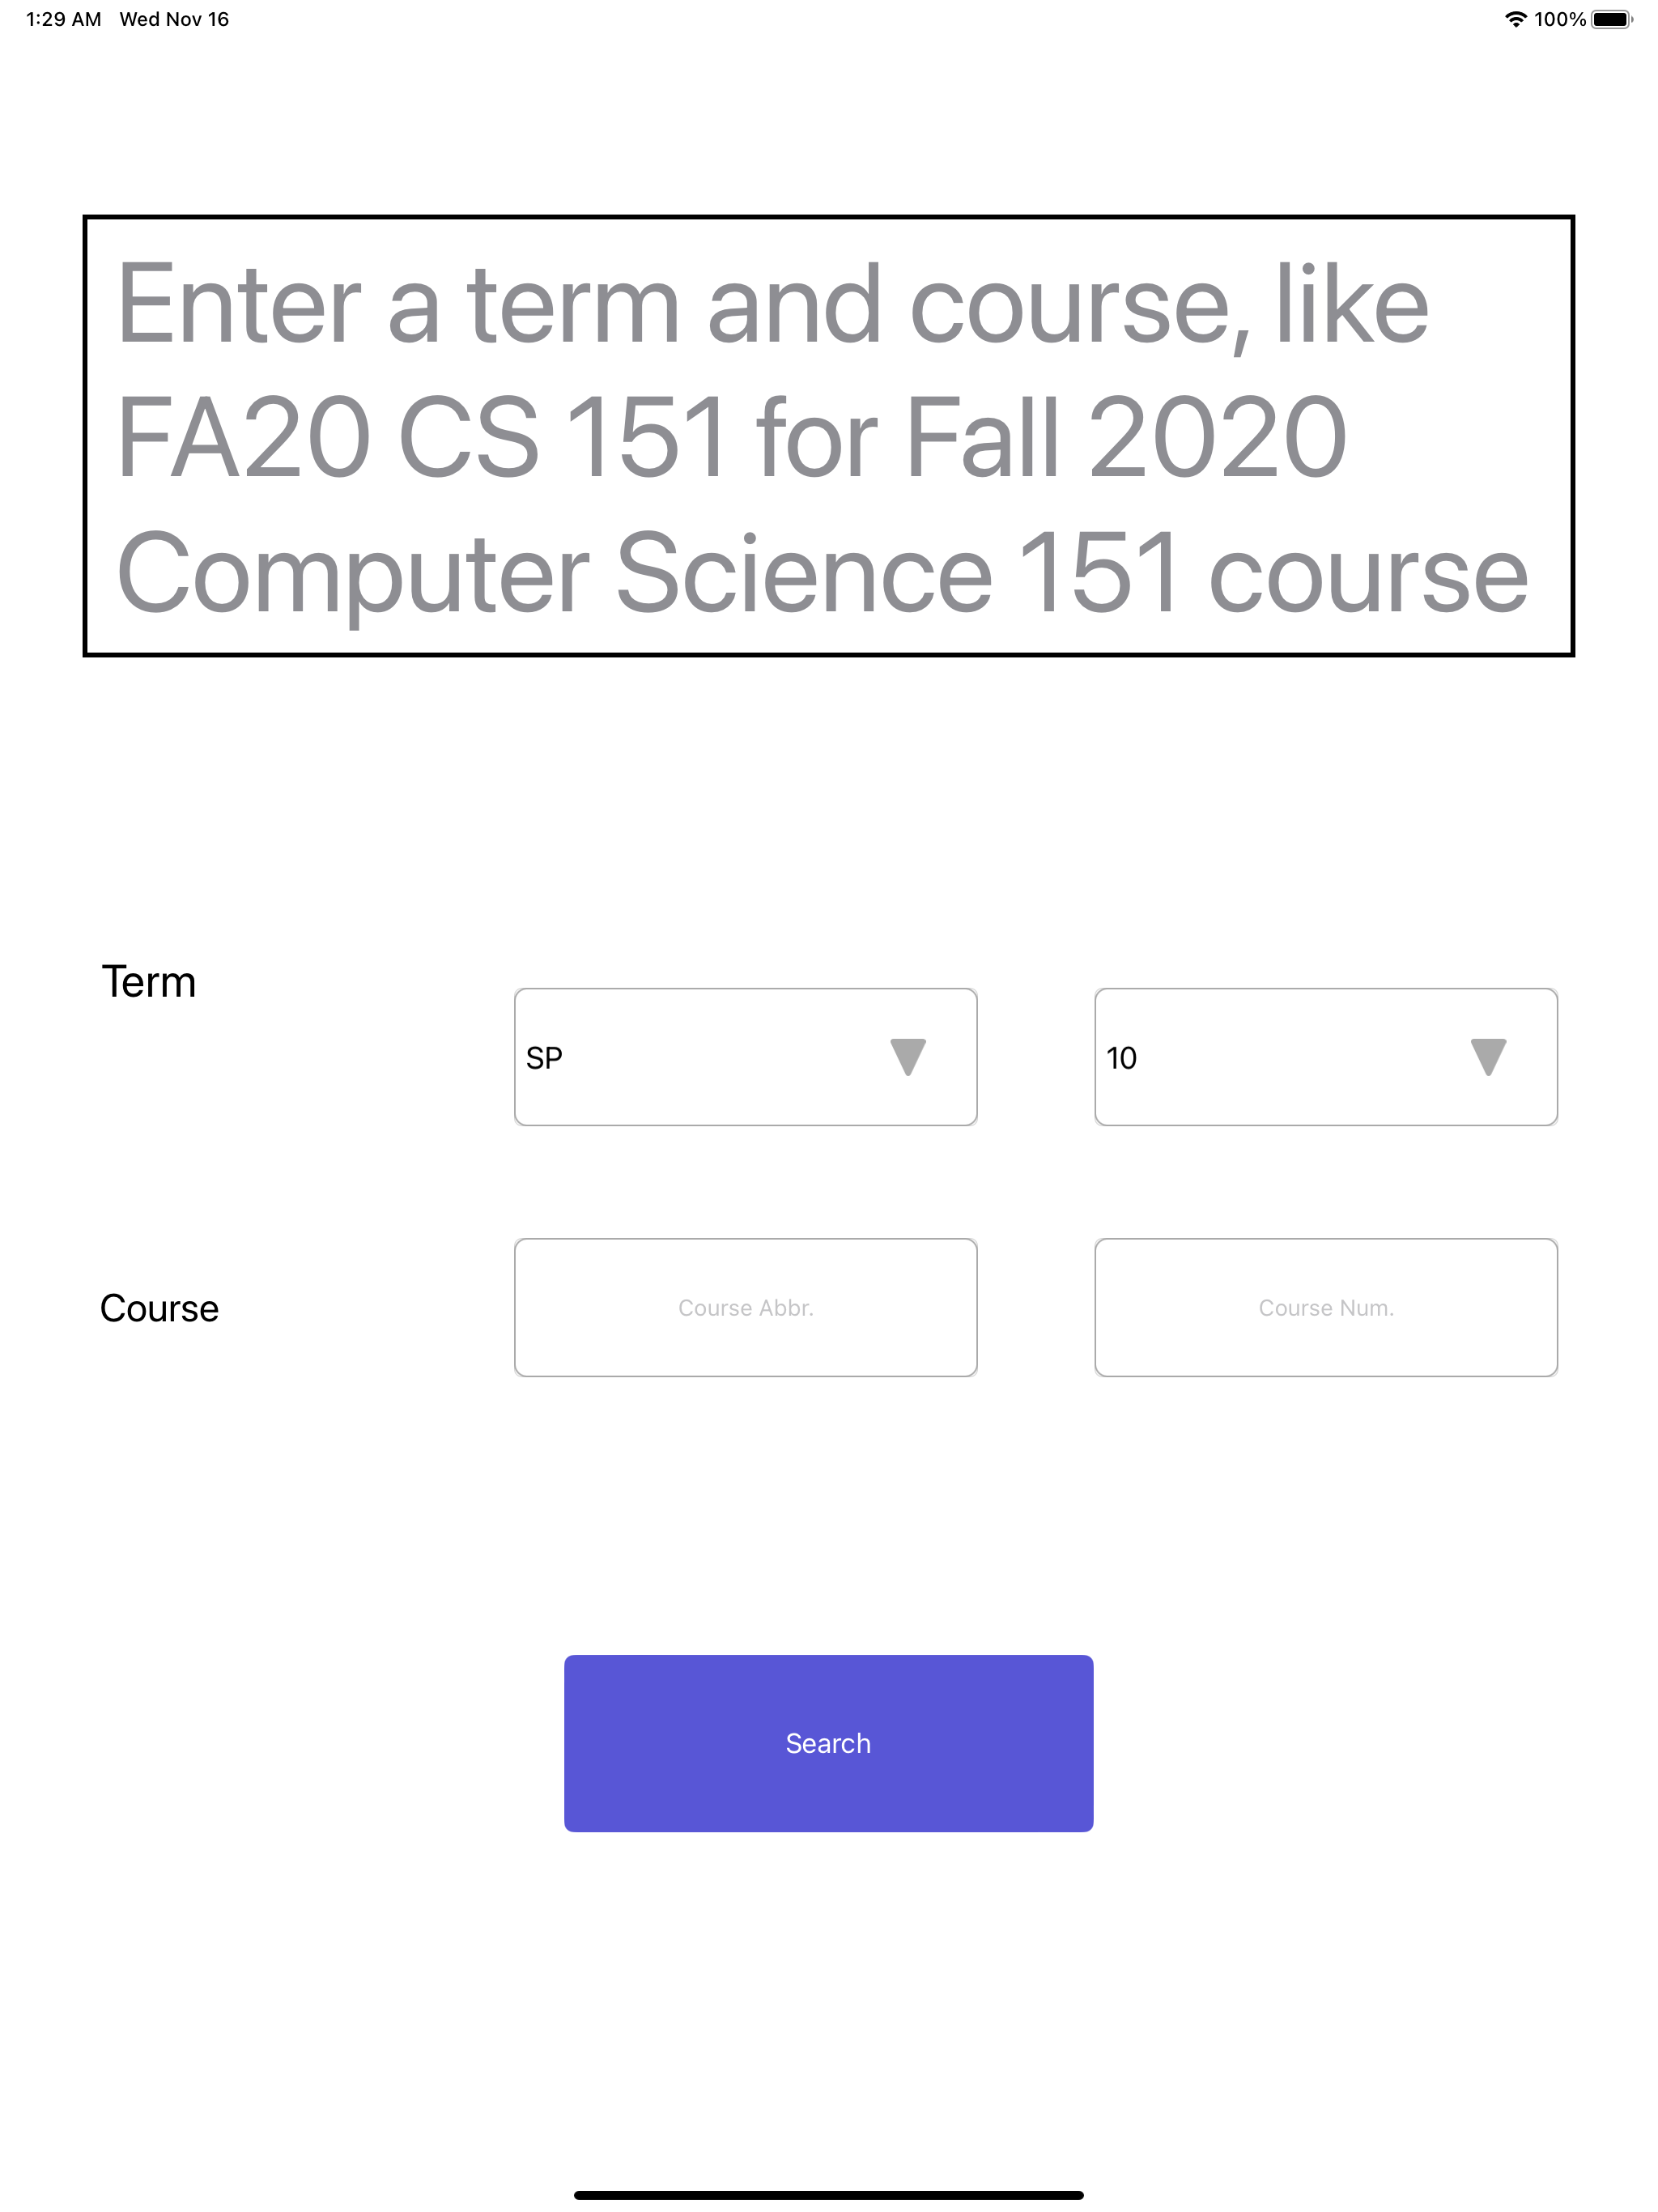 1:29 AM Wed Nov 16 100%
Enter a term and course, like
FA20 CS 151 for Fall 2020
Computer Science 151 course
Term
SP 10
Course
Course Abbr. Course Num.
Search